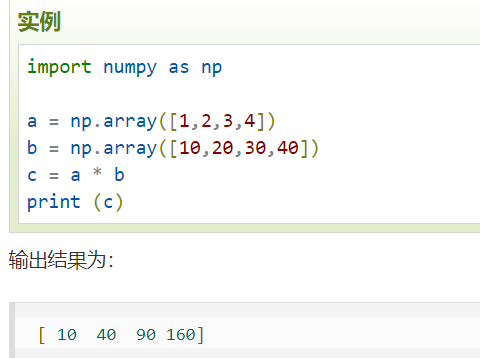 实例
import numpy as np
a = np.array([1,2,3,4])
b = np.array([10,20,30,40])
c = a * b
print (c)
输出结果为：
[ 10  40  90 160]